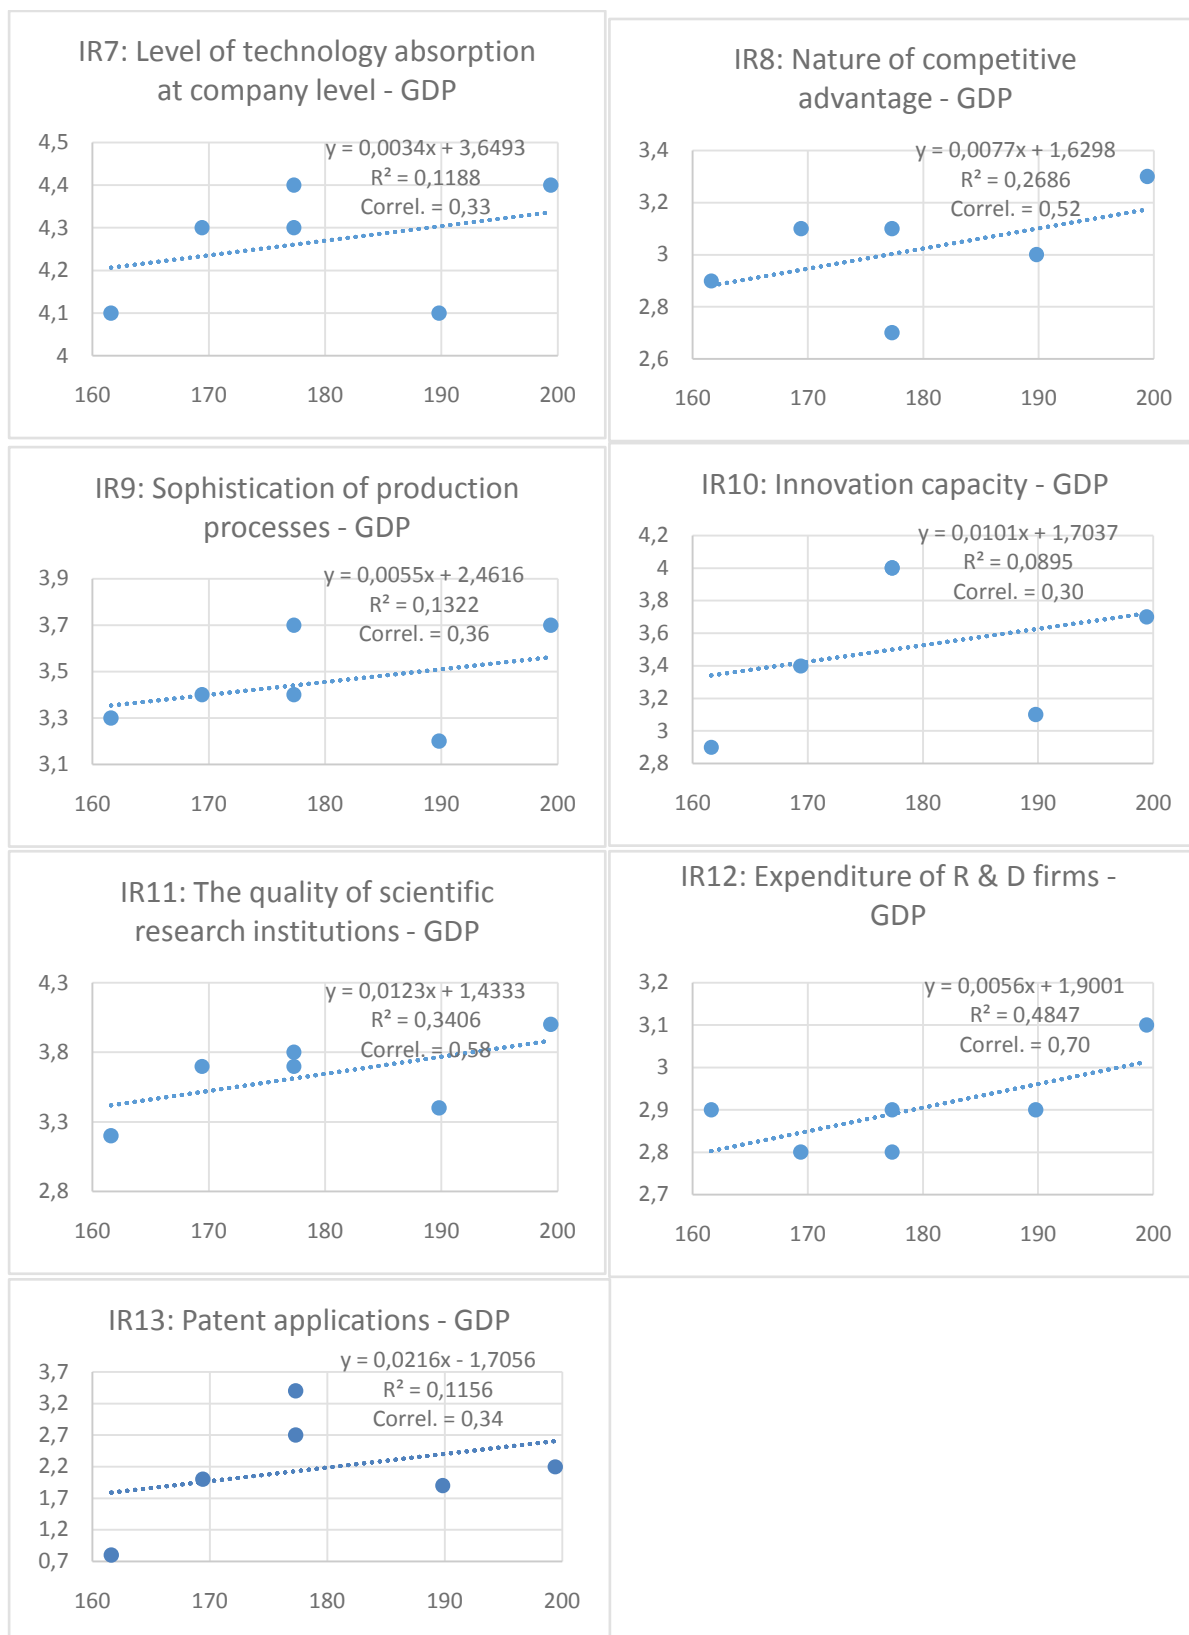 IR7: Level of technology absorption
at company level - GDP
y = 0,0034x + 3,6493
R² = 0,1188
Correl. = 0,33
4,5
4,4
4,3
4,2
4,1
4
160 170 180 190 200
IR8: Nature of competitive
advantage - GDP
y = 0,0077x + 1,6298
R² = 0,2686
Correl. = 0,52
3,4
3,2
3
2,8
2,6
160 170 180 190 200
IR9: Sophistication of production
processes - GDP
y = 0,0055x + 2,4616
R² = 0,1322
Correl. = 0,36
3,9
3,7
3,5
3,3
3,1
160 170 180 190 200
IR10: Innovation capacity - GDP
y = 0,0101x + 1,7037
R² = 0,0895
Correl. = 0,30
4,2
4
3,8
3,6
3,4
3,2
3
2,8
160 170 180 190 200
IR11: The quality of scientific
research institutions - GDP
y = 0,0123x + 1,4333
R² = 0,3406
Correl. = 0,58
4,3
3,8
3,3
2,8
160 170 180 190 200
IR12: Expenditure of R & D firms -
GDP
y = 0,0056x + 1,9001
R² = 0,4847
Correl. = 0,70
3,2
3,1
3
2,9
2,8
2,7
160 170 180 190 200
IR13: Patent applications - GDP
y = 0,0216x - 1,7056
R² = 0,1156
Correl. = 0,34
3,7
3,2
2,7
2,2
1,7
1,2
0,7
160 170 180 190 200